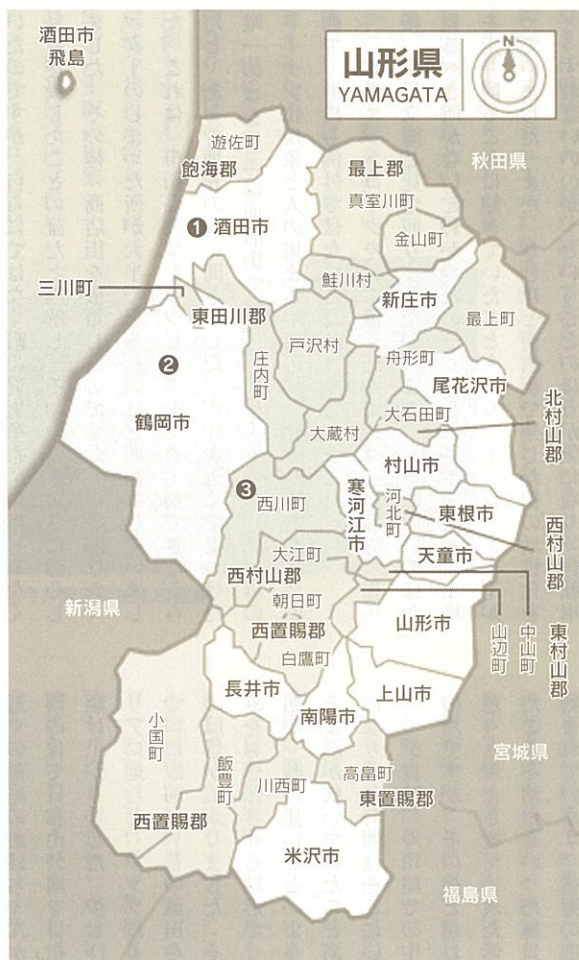 酒田市
飛島
山形県
YAMAGATA
N
遊佐町
飽海郡
最上郡
秋田県
真室川町
❶ 酒田市
金山町
三川町
鮭川村
新庄市
東田川郡
最上町
戸沢村
舟形町
❷
庄内町
尾花沢市
鶴岡市
大石田町
北村山郡
大蔵村
村山市
❸
西川町
寒河江市
河北町
東根市
大江町
天童市
西村山郡
西村山郡
新潟県
朝日町
山形市
西置賜郡
山辺町
中山町
東村山郡
白鷹町
長井市
上山市
南陽市
小国町
宮城県
飯豊町
川西町
高畠町
東置賜郡
西置賜郡
米沢市
福島県